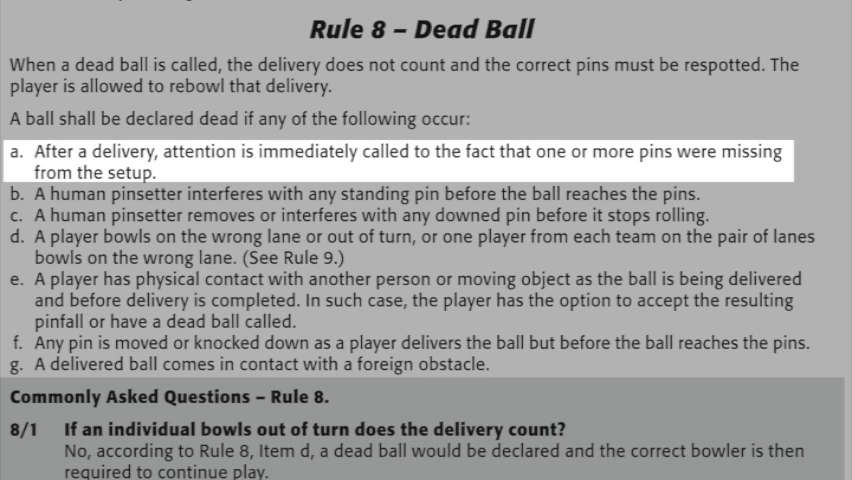 Rule 8 – Dead Ball
When a dead ball is called, the delivery does not count and the correct pins must be respotted. The
player is allowed to rebowl that delivery.
A ball shall be declared dead if any of the following occur:
a. After a delivery, attention is immediately called to the fact that one or more pins were missing
from the setup.
b. A human pinsetter interferes with any standing pin before the ball reaches the pins.
c. A human pinsetter removes or interferes with any downed pin before it stops rolling.
d. A player bowls on the wrong lane or out of turn, or one player from each team on the pair of lanes
bowls on the wrong lane. (See Rule 9.)
e. A player has physical contact with another person or moving object as the ball is being delivered
and before delivery is completed. In such case, the player has the option to accept the resulting
pinfall or have a dead ball called.
f. Any pin is moved or knocked down as a player delivers the ball but before the ball reaches the pins.
g. A delivered ball comes in contact with a foreign obstacle.
Commonly Asked Questions – Rule 8.
8/1 If an individual bowls out of turn does the delivery count?
No, according to Rule 8, Item d, a dead ball would be declared and the correct bowler is then
required to continue play.